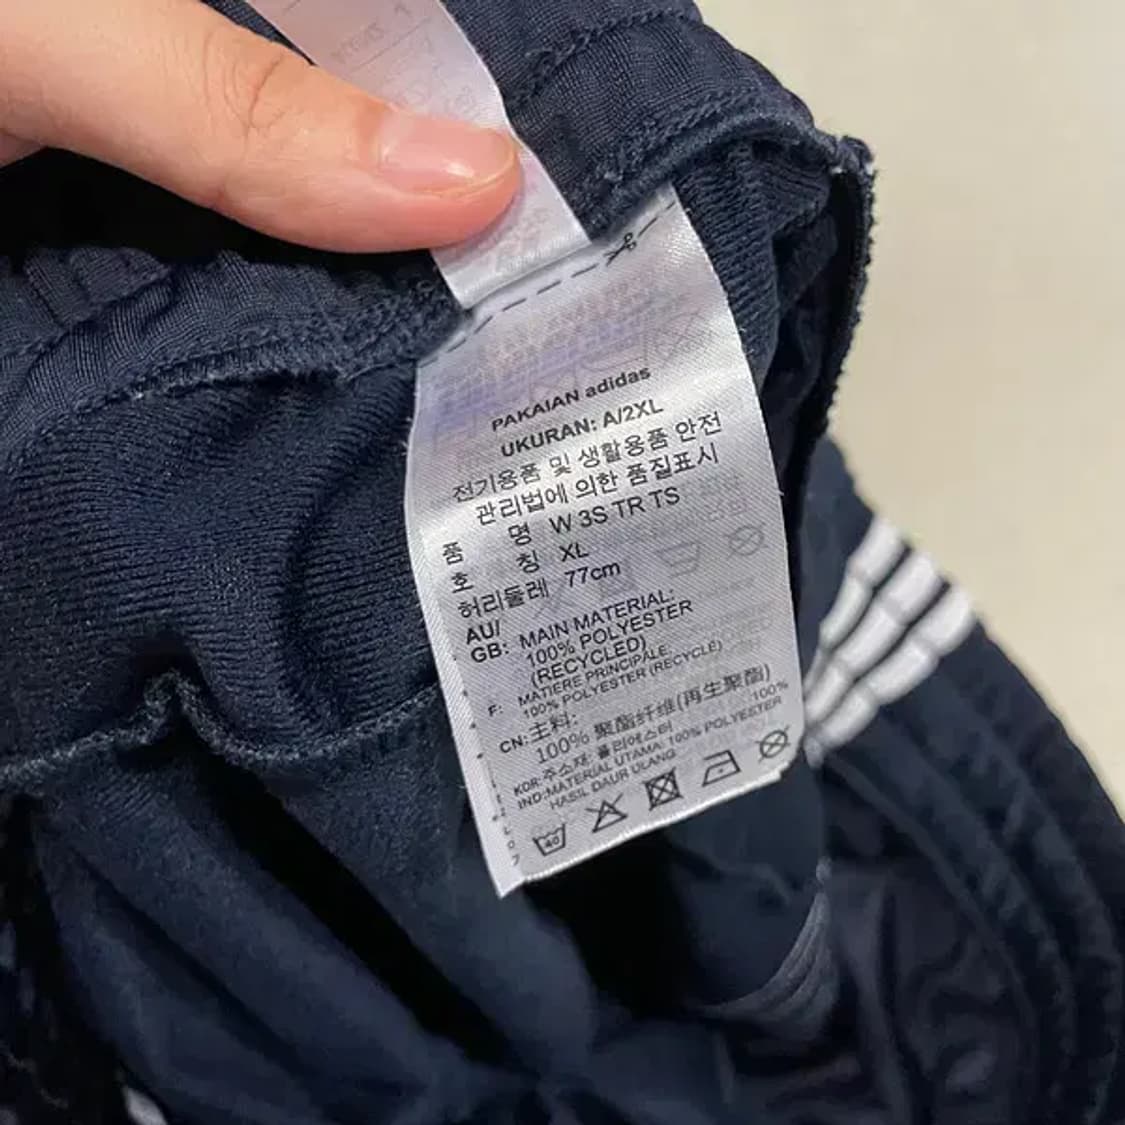 PAKAIAN adidas
UKURAN: A/2XL
전기용품 및 생활용품 안전
관리법에 의한 품질표시
품 명 W 3S TR TS
호 칭 XL
허리둘레 77cm
AU/
GB: MAIN MATERIAL:
100% POLYESTER
(RECYCLED)
F: MATIERE PRINCIPALE:
100% POLYESTER (RECYCLÉ)
CN: 主料:
100% 聚酯纤维(再生聚酯)
KOR: 주소재: 폴리에스터 100%
IND:MATERIAL UTAMA: 100% POLYESTER
HASIL DAUR ULANG
40